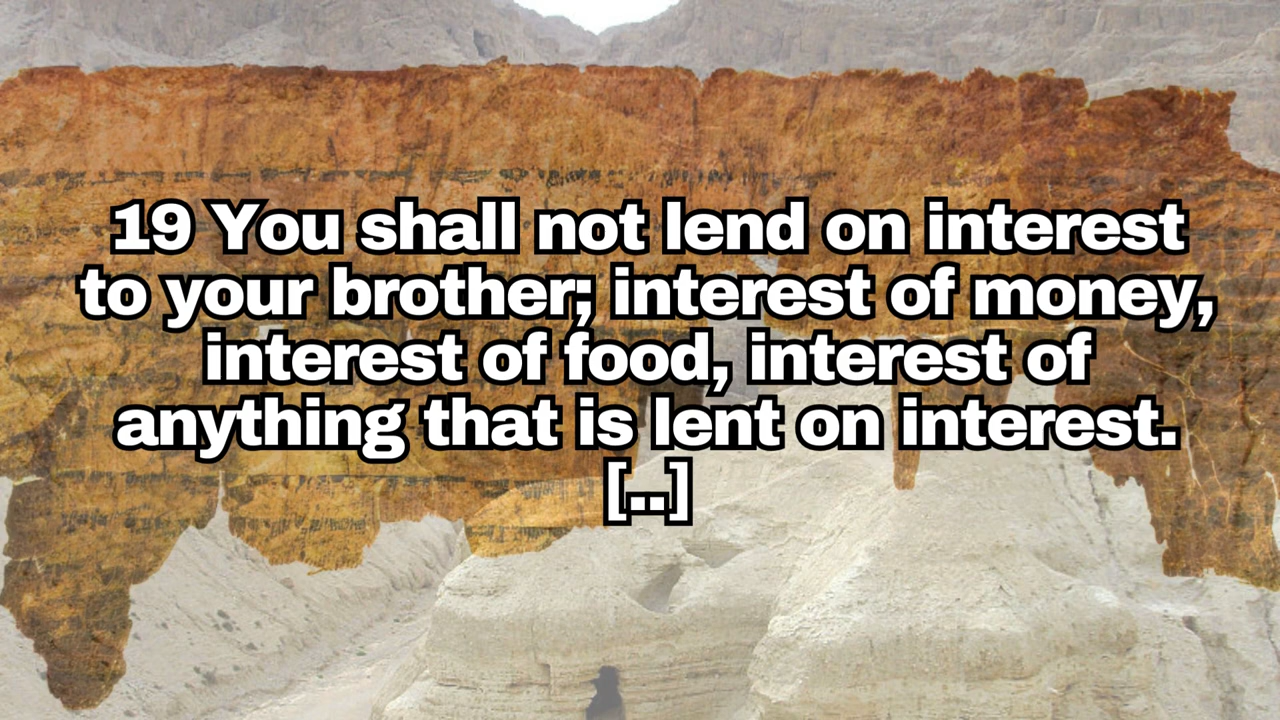 19 You shall not lend on interest
to your brother; interest of money,
interest of food, interest of
anything that is lent on interest.
[..]